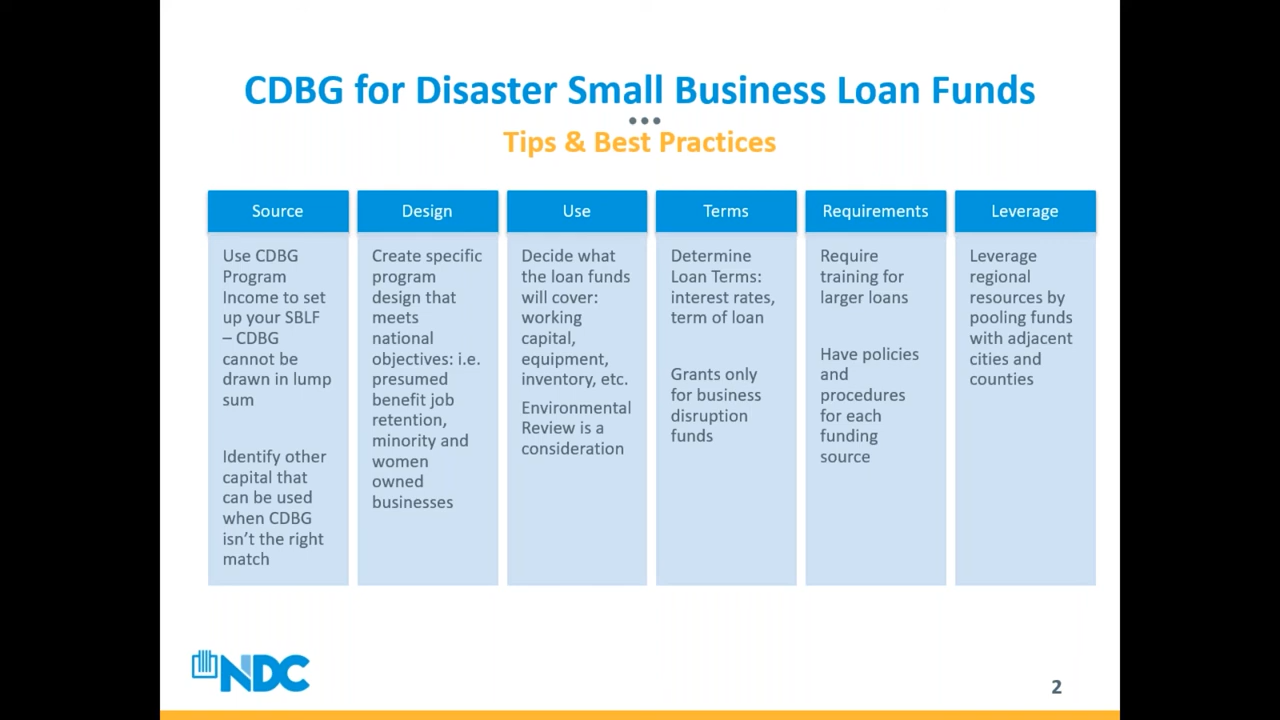 CDBG for Disaster Small Business Loan Funds
Tips & Best Practices
Source
Use CDBG
Program
Income to set
up your SBLF
– CDBG
cannot be
drawn in lump
sum
Identify other
capital that
can be used
when CDBG
isn't the right
match
Design
Create specific
program
design that
meets
national
objectives: i.e.
presumed
benefit job
retention,
minority and
women
owned
businesses
Use
Decide what
the loan funds
will cover:
working
capital,
equipment,
inventory, etc.
Environmental
Review is a
consideration
Terms
Determine
Loan Terms:
interest rates,
term of loan
Grants only
for business
disruption
funds
Requirements
Require
training for
larger loans
Have policies
and
procedures
for each
funding
source
Leverage
Leverage
regional
resources by
pooling funds
with adjacent
cities and
counties
NDC
2